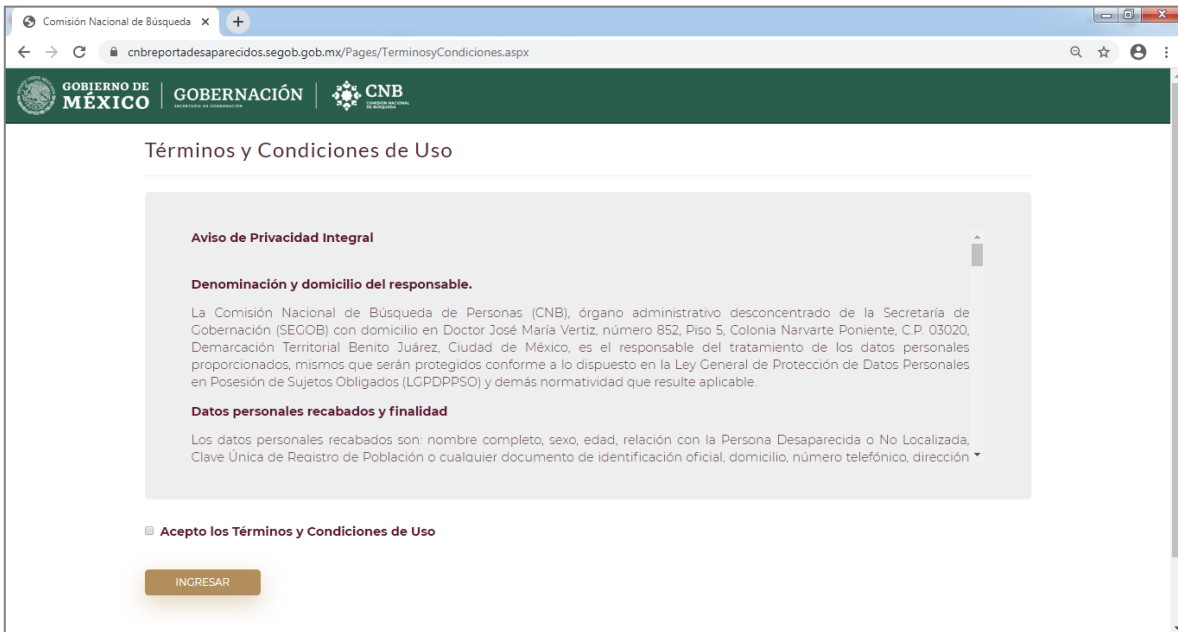 Comisión Nacional de Búsqueda
cnbreportadesaparecidos.segob.gob.mx/Pages/TerminosyCondiciones.aspx
GOBIERNO DE
MÉXICO
GOBERNACIÓN
SECRETARÍA DE GOBERNACIÓN
CNB
COMISIÓN NACIONAL
DE BÚSQUEDA
Términos y Condiciones de Uso
Aviso de Privacidad Integral
Denominación y domicilio del responsable.
La Comisión Nacional de Búsqueda de Personas (CNB), órgano administrativo desconcentrado de la Secretaría de
Gobernación (SEGOB) con domicilio en Doctor José María Vertiz, número 852, Piso 5, Colonia Narvarte Poniente, C.P. 03020,
Demarcación Territorial Benito Juárez, Ciudad de México, es el responsable del tratamiento de los datos personales
proporcionados, mismos que serán protegidos conforme a lo dispuesto en la Ley General de Protección de Datos Personales
en Posesión de Sujetos Obligados (LGPDPPSO) y demás normatividad que resulte aplicable.
Datos personales recabados y finalidad
Los datos personales recabados son: nombre completo, sexo, edad, relación con la Persona Desaparecida o No Localizada,
Clave Única de Registro de Población o cualquier documento de identificación oficial, domicilio, número telefónico, dirección
Acepto los Términos y Condiciones de Uso
INGRESAR